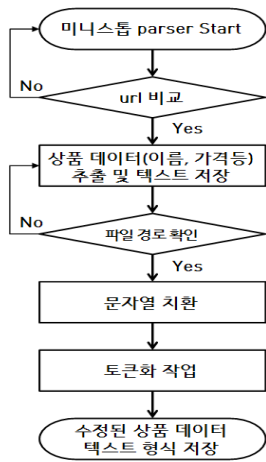 미니스톱 parser Start
No
url 비교
Yes
상품 데이터(이름, 가격등)
추출 및 텍스트 저장
No
파일 경로 확인
Yes
문자열 치환
토큰화 작업
수정된 상품 데이터
텍스트 형식 저장